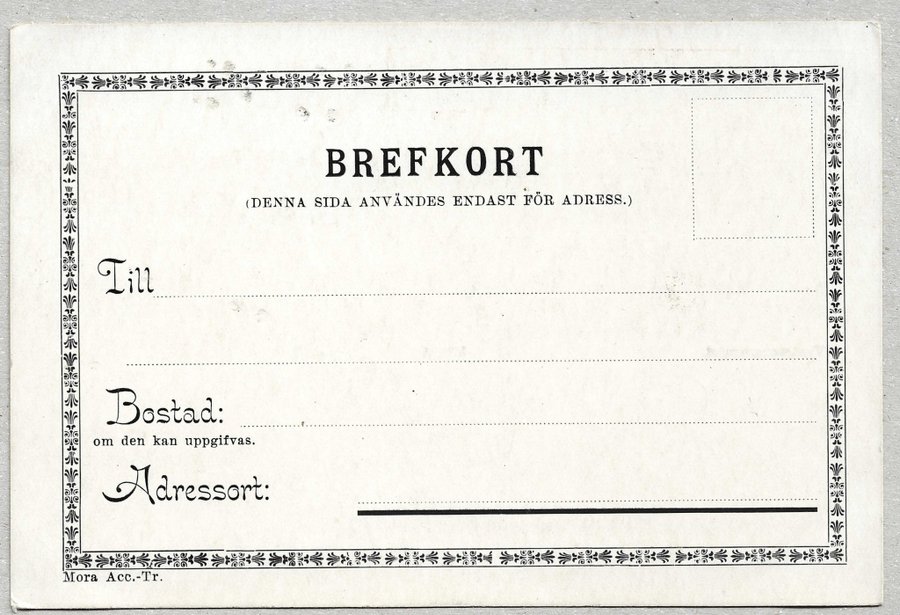 BREFKORT
(DENNA SIDA ANVÄNDES ENDAST FÖR ADRESS.)
Till
Bostad:
om den kan uppgifvas.
Adressort:
Mora Acc.-Tr.